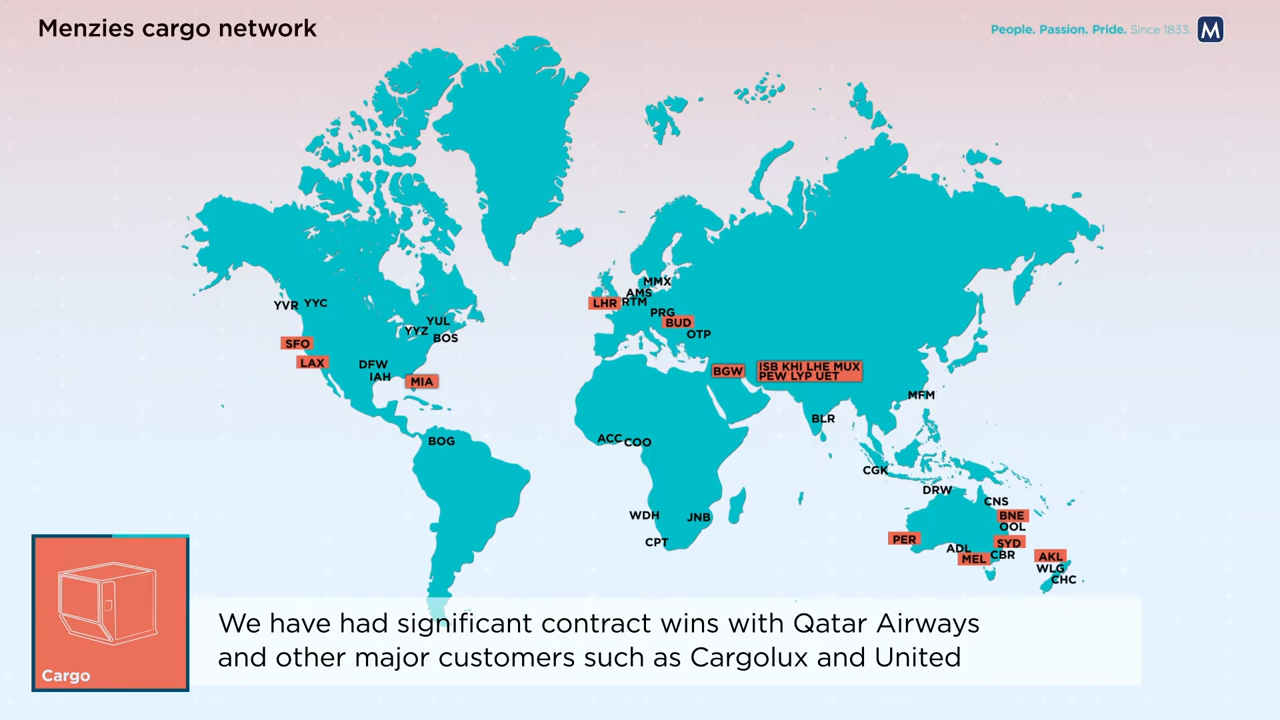 Menzies cargo network
People. Passion. Pride. Since 1833.
M
MMX
AMS
LHR RTM
YVR YYC
PRG
YUL
BUD
YYZ
OTP
BOS
SFO
LAX
DFW
BGW
ISB KHI LHE MUX
PEW LYP UET
IAH
MIA
MFM
BLR
BOG
ACC COO
CGK
DRW
CNS
WDH
JNB
BNE
OOL
PER
CPT
SYD
ADL
CBR
MEL
AKL
WLG
CHC
We have had significant contract wins with Qatar Airways
and other major customers such as Cargolux and United
Cargo